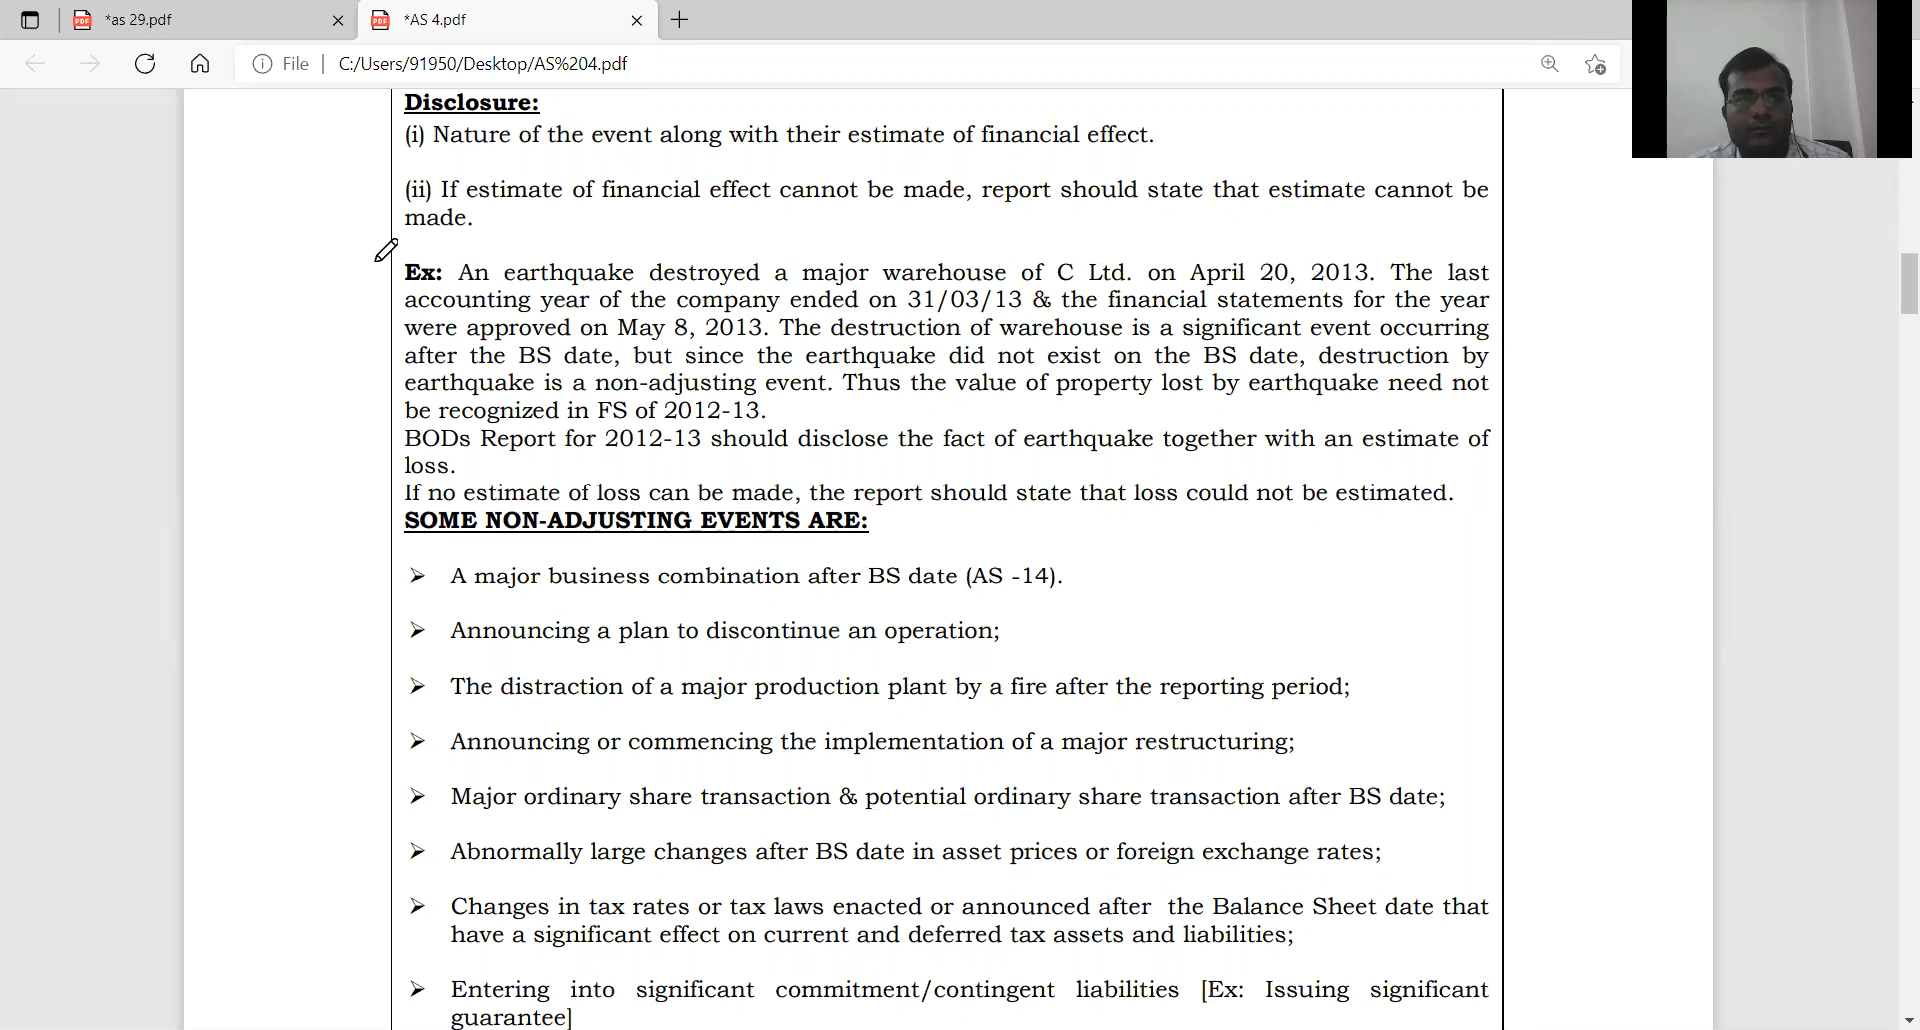 *as 29.pdf
*AS 4.pdf
File
C:/Users/91950/Desktop/AS%204.pdf
Disclosure:
(i) Nature of the event along with their estimate of financial effect.
(ii) If estimate of financial effect cannot be made, report should state that estimate cannot be
made.
Ex: An earthquake destroyed a major warehouse of C Ltd. on April 20, 2013. The last
accounting year of the company ended on 31/03/13 & the financial statements for the year
were approved on May 8, 2013. The destruction of warehouse is a significant event occurring
after the BS date, but since the earthquake did not exist on the BS date, destruction by
earthquake is a non-adjusting event. Thus the value of property lost by earthquake need not
be recognized in FS of 2012-13.
BODs Report for 2012-13 should disclose the fact of earthquake together with an estimate of
loss.
If no estimate of loss can be made, the report should state that loss could not be estimated.
SOME NON-ADJUSTING EVENTS ARE:
➢ A major business combination after BS date (AS -14).
➢ Announcing a plan to discontinue an operation;
➢ The distraction of a major production plant by a fire after the reporting period;
➢ Announcing or commencing the implementation of a major restructuring;
➢ Major ordinary share transaction & potential ordinary share transaction after BS date;
➢ Abnormally large changes after BS date in asset prices or foreign exchange rates;
➢ Changes in tax rates or tax laws enacted or announced after the Balance Sheet date that
have a significant effect on current and deferred tax assets and liabilities;
➢ Entering into significant commitment/contingent liabilities [Ex: Issuing significant
guarantee]